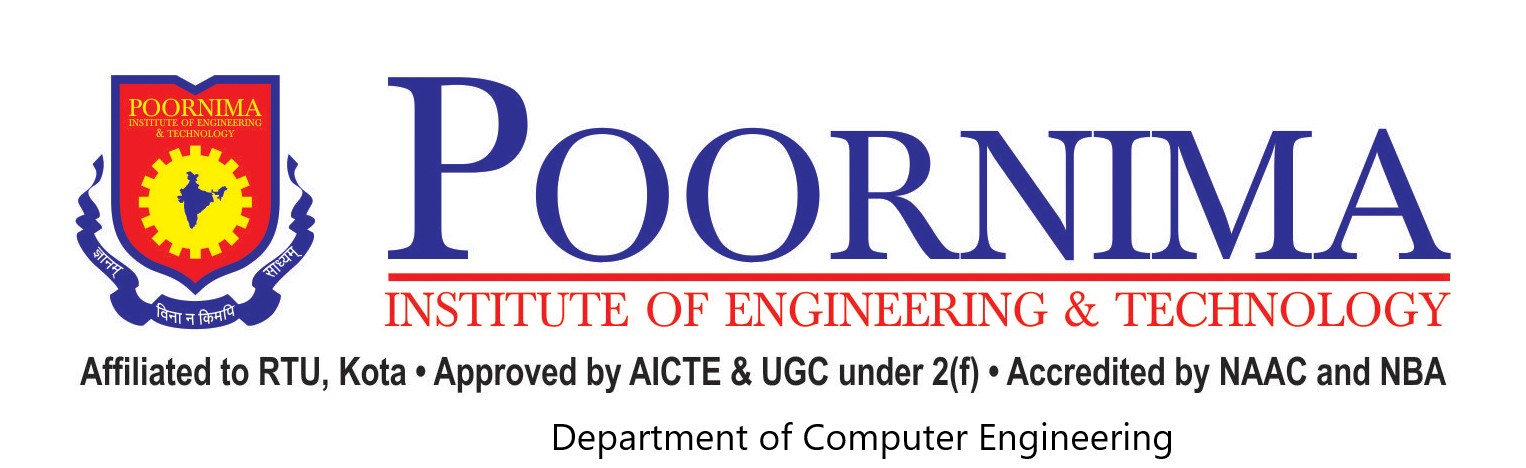 POORNIMA
INSTITUTE OF ENGINEERING
& TECHNOLOGY
ज्ञानम्
विना न किमपि
साध्यम्
POORNIMA
INSTITUTE OF ENGINEERING & TECHNOLOGY
Affiliated to RTU, Kota • Approved by AICTE & UGC under 2(f) • Accredited by NAAC and NBA
Department of Computer Engineering